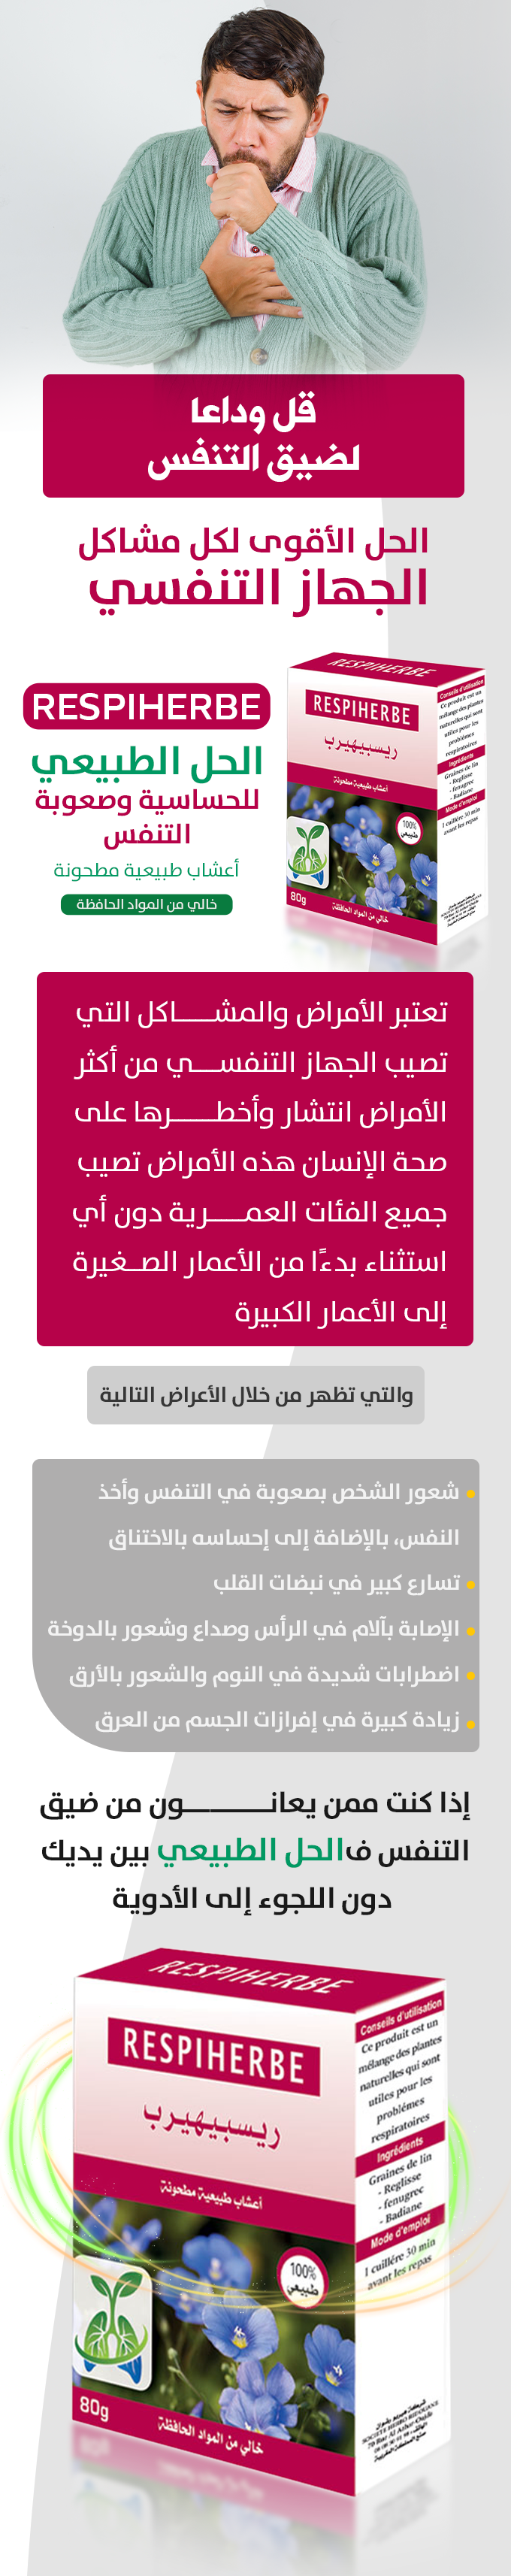 قل وداعا
لضيق التنفس
الحل الأقوى لكل مشاكل
الجهاز التنفسي
RESPIHERBE
الحل الطبيعي
للحساسية وصعوبة
التنفس
أعشاب طبيعية مطحونة
خالي من المواد الحافظة
RESPIHERBE
RESPIHERBE
ريسبيهيرب
أعشاب طبيعية مطحونة
100%
طبيعي
80g
خالي من المواد الحافظة
Conseils d'utilisation
Ce produit est un
mélange des plantes
naturelles qui sont
utiles pour les
problèmes
respiratoires
Ingrédients
Graines de lin
- Reglisse
- fenugrec
- Badiane
Mode d'emploi
1 cuillére 30 min
avant les repas
تعتبر الأمراض والمشـــاكل التي
تصيب الجهاز التنفســـي من أكثر
الأمراض انتشار وأخطـــرها على
صحة الإنسان هذه الأمراض تصيب
جميع الفئات العمـــرية دون أي
استثناء بدءًا من الأعمار الصـغيرة
إلى الأعمار الكبيرة
والتي تظهر من خلال الأعراض التالية
• شعور الشخص بصعوبة في التنفس وأخذ
النفس، بالإضافة إلى إحساسه بالاختناق
• تسارع كبير في نبضات القلب
• الإصابة بآلام في الرأس وصداع وشعور بالدوخة
• اضطرابات شديدة في النوم والشعور بالأرق
• زيادة كبيرة في إفرازات الجسم من العرق
إذا كنت ممن يعانـــــون من ضيق
التنفس فالحل الطبيعي بين يديك
دون اللجوء إلى الأدوية
RESPIHERBE
RESPIHERBE
ريسبيهيرب
أعشاب طبيعية مطحونة
100%
طبيعي
80g
خالي من المواد الحافظة
Conseils d'utilisation
Ce produit est un
mélange des plantes
naturelles qui sont
utiles pour les
problémes
respiratoires
Ingrédients
Graines de lin
- Reglisse
- fenugrec
- Badiane
Mode d'emploi
1 cuillére 30 min
avant les repas